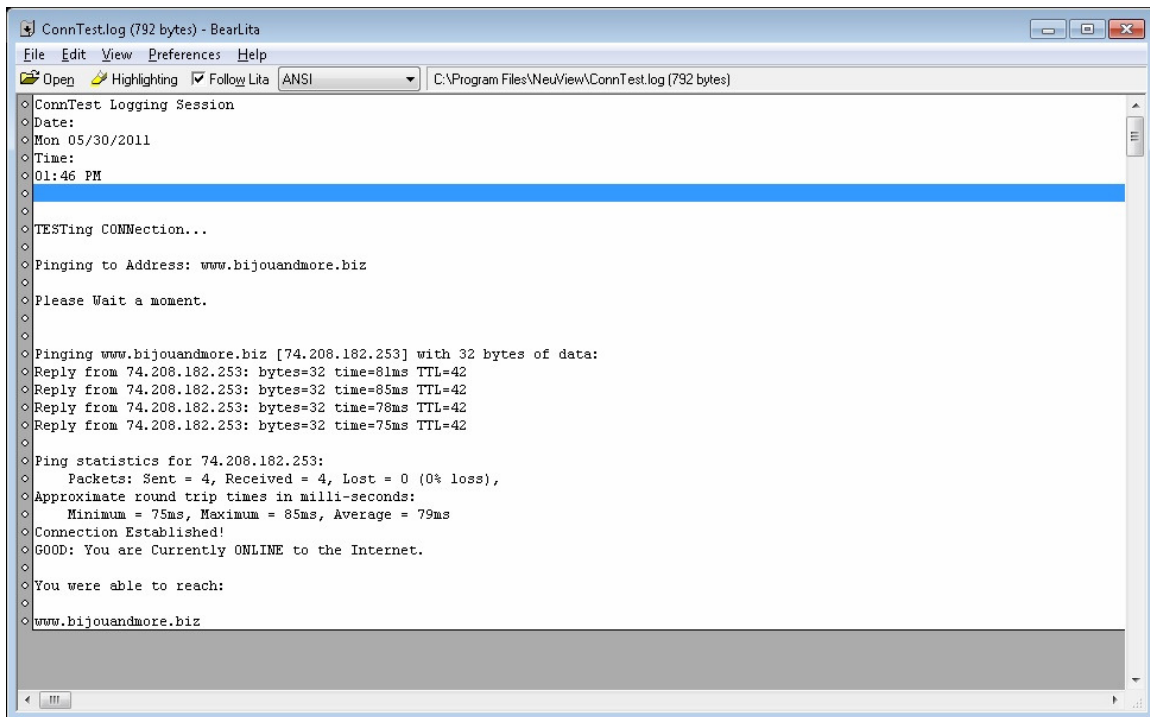 ConnTest.log (792 bytes) - BearLita
File Edit View Preferences Help
Open Highlighting Follow Lita ANSI C:\Program Files\NeuView\ConnTest.log (792 bytes)
ConnTest Logging Session
Date:
Mon 05/30/2011
Time:
01:46 PM
TESTing CONNection...
Pinging to Address: www.bijouandmore.biz
Please Wait a moment.
Pinging www.bijouandmore.biz [74.208.182.253] with 32 bytes of data:
Reply from 74.208.182.253: bytes=32 time=81ms TTL=42
Reply from 74.208.182.253: bytes=32 time=85ms TTL=42
Reply from 74.208.182.253: bytes=32 time=78ms TTL=42
Reply from 74.208.182.253: bytes=32 time=75ms TTL=42
Ping statistics for 74.208.182.253:
Packets: Sent = 4, Received = 4, Lost = 0 (0% loss),
Approximate round trip times in milli-seconds:
Minimum = 75ms, Maximum = 85ms, Average = 79ms
Connection Established!
GOOD: You are Currently ONLINE to the Internet.
You were able to reach:
www.bijouandmore.biz